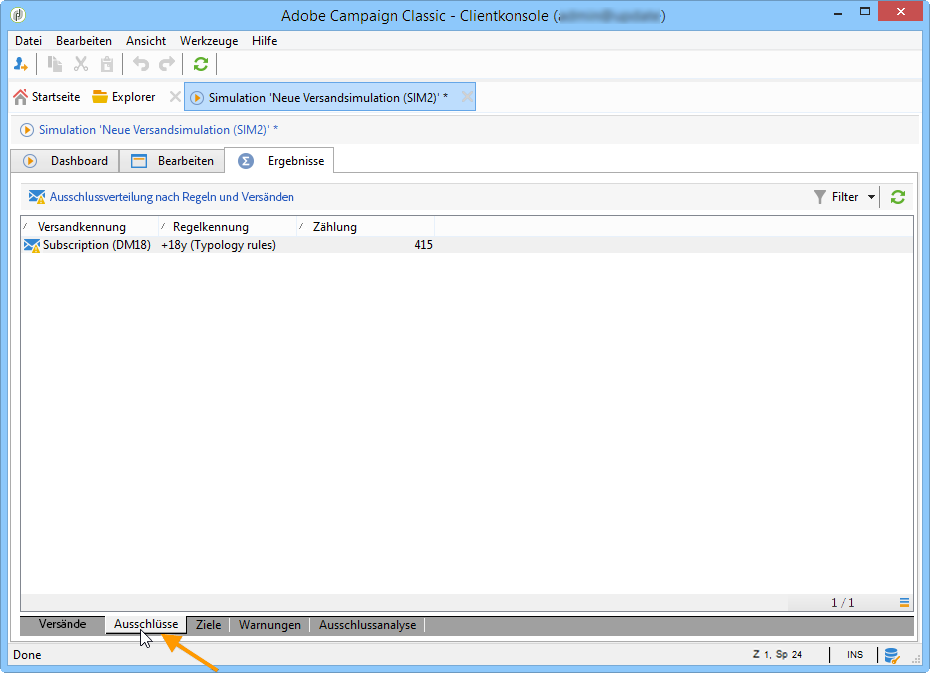 Adobe Campaign Classic - Clientkonsole ( )
Datei Bearbeiten Ansicht Werkzeuge Hilfe
Startseite Explorer Simulation 'Neue Versandsimulation (SIM2)' *
Simulation 'Neue Versandsimulation (SIM2)' *
Dashboard Bearbeiten Σ Ergebnisse
Ausschlussverteilung nach Regeln und Versänden Filter
Versandkennung Regelkennung Zählung
Subscription (DM18) +18y (Typology rules) 415
1 / 1
Versände Ausschlüsse Ziele Warnungen Ausschlussanalyse
Done Z 1, Sp 24 INS